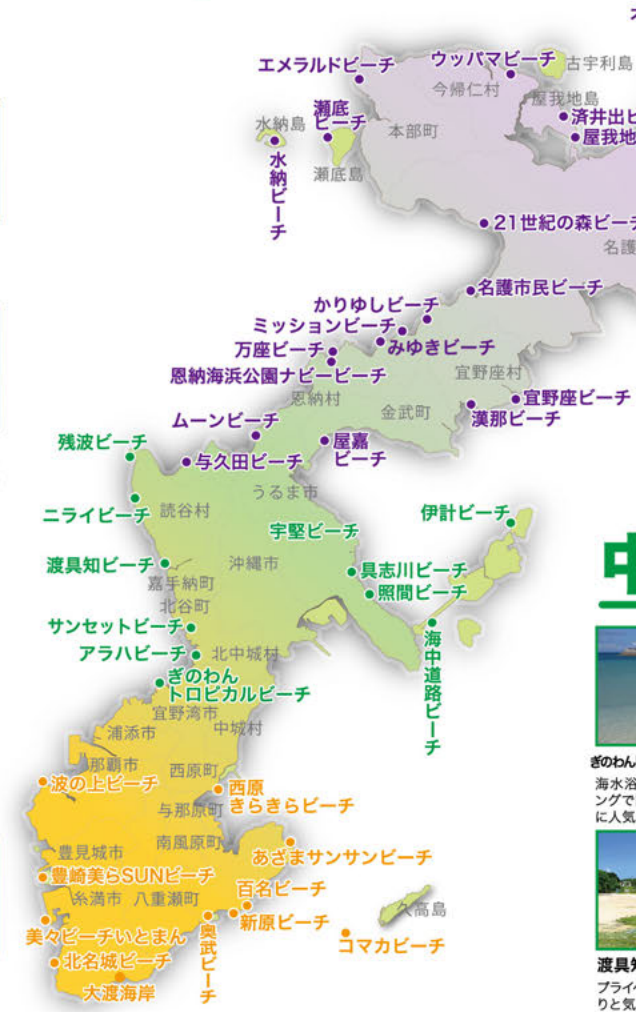 エメラルドビーチ
ウッパマビーチ
古宇利島
今帰仁村
屋我地島
瀬底
ビーチ
水納島
本部町
済井出ビ
屋我地
瀬底島
水納ビーチ
21世紀の森ビーチ
名護
名護市民ビーチ
かりゆしビーチ
ミッションビーチ
万座ビーチ
みゆきビーチ
恩納海浜公園ナビービーチ
宜野座村
恩納村
宜野座ビーチ
金武町
漢那ビーチ
ムーンビーチ
残波ビーチ
屋嘉
ビーチ
与久田ビーチ
うるま市
ニライビーチ
読谷村
伊計ビーチ
宇堅ビーチ
渡具知ビーチ
沖縄市
具志川ビーチ
嘉手納町
照間ビーチ
北谷町
サンセットビーチ
アラハビーチ
北中城村
海中道路ビーチ
ぎのわん
トロピカルビーチ
宜野湾市
中城村
浦添市
那覇市
西原町
波の上ビーチ
西原
きらきらビーチ
与那原町
南風原町
豊見城市
あざまサンサンビーチ
豊崎美らSUNビーチ
百名ビーチ
糸満市
八重瀬町
新原ビーチ
奥武ビーチ
高島
美々ビーチいとまん
コマカビーチ
北名城ビーチ
大渡海岸
中
ぎのわん
海水浴
ングで
に人気
渡具知
プライベ
りと気